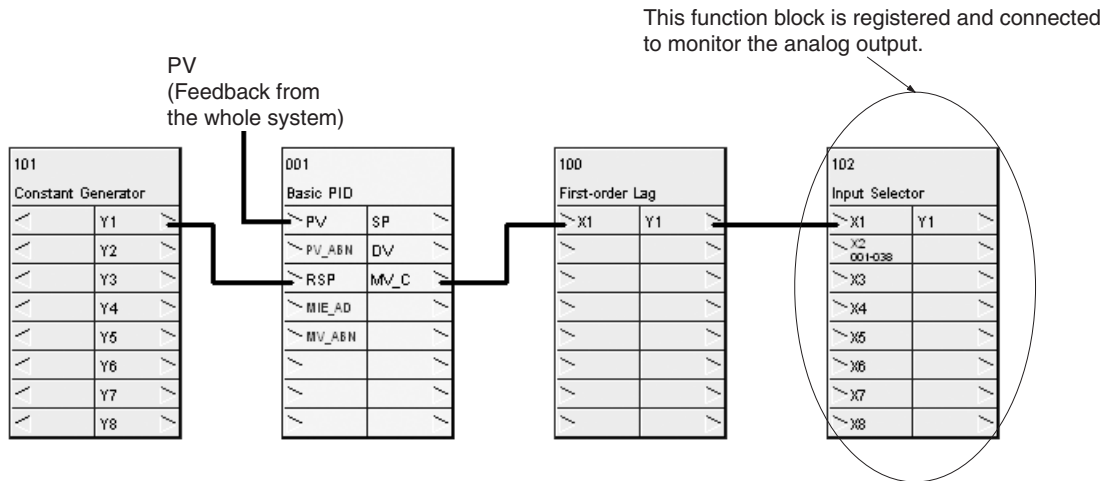 This function block is registered and connected
to monitor the analog output.
PV
(Feedback from
the whole system)
101
Constant Generator
Y1
Y2
Y3
Y4
Y5
Y6
Y7
Y8
001
Basic PID
PV SP
PV_ABN DV
RSP MV_C
MIE_AD
MV_ABN
100
First-order Lag
X1 Y1
102
Input Selector
X1 Y1
X2
001-038
X3
X4
X5
X6
X7
X8